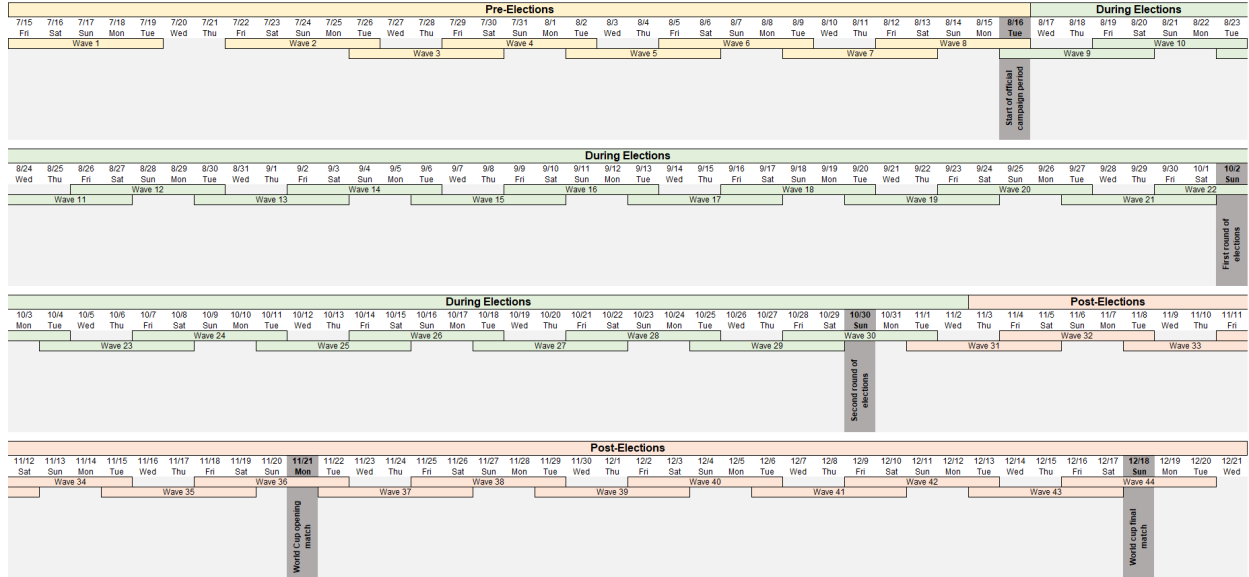 Pre-Elections During Elections
7/15 7/16 7/17 7/18 7/19 7/20 7/21 7/22 7/23 7/24 7/25 7/26 7/27 7/28 7/29 7/30 7/31 8/1 8/2 8/3 8/4 8/5 8/6 8/7 8/8 8/9 8/10 8/11 8/12 8/13 8/14 8/15 8/16 8/17 8/18 8/19 8/20 8/21 8/22 8/23
Fri Sat Sun Mon Tue Wed Thu Fri Sat Sun Mon Tue Wed Thu Fri Sat Sun Mon Tue Wed Thu Fri Sat Sun Mon Tue Wed Thu Fri Sat Sun Mon Tue Wed Thu Fri Sat Sun Mon Tue
Wave 1 Wave 2 Wave 4 Wave 6 Wave 8 Wave 10
Wave 3 Wave 5 Wave 7 Wave 9
Start of official
campaign period
During Elections
8/24 8/25 8/26 8/27 8/28 8/29 8/30 8/31 9/1 9/2 9/3 9/4 9/5 9/6 9/7 9/8 9/9 9/10 9/11 9/12 9/13 9/14 9/15 9/16 9/17 9/18 9/19 9/20 9/21 9/22 9/23 9/24 9/25 9/26 9/27 9/28 9/29 9/30 10/1 10/2
Wed Thu Fri Sat Sun Mon Tue Wed Thu Fri Sat Sun Mon Tue Wed Thu Fri Sat Sun Mon Tue Wed Thu Fri Sat Sun Mon Tue Wed Thu Fri Sat Sun Mon Tue Wed Thu Fri Sat Sun
Wave 12 Wave 14 Wave 16 Wave 18 Wave 20 Wave 22
Wave 11 Wave 13 Wave 15 Wave 17 Wave 19 Wave 21
First round of
elections
During Elections Post-Elections
10/3 10/4 10/5 10/6 10/7 10/8 10/9 10/10 10/11 10/12 10/13 10/14 10/15 10/16 10/17 10/18 10/19 10/20 10/21 10/22 10/23 10/24 10/25 10/26 10/27 10/28 10/29 10/30 10/31 11/1 11/2 11/3 11/4 11/5 11/6 11/7 11/8 11/9 11/10 11/11
Mon Tue Wed Thu Fri Sat Sun Mon Tue Wed Thu Fri Sat Sun Mon Tue Wed Thu Fri Sat Sun Mon Tue Wed Thu Fri Sat Sun Mon Tue Wed Thu Fri Sat Sun Mon Tue Wed Thu Fri
Wave 24 Wave 26 Wave 28 Wave 30 Wave 32
Wave 23 Wave 25 Wave 27 Wave 29 Wave 31 Wave 33
Second round of
elections
Post-Elections
11/12 11/13 11/14 11/15 11/16 11/17 11/18 11/19 11/20 11/21 11/22 11/23 11/24 11/25 11/26 11/27 11/28 11/29 11/30 12/1 12/2 12/3 12/4 12/5 12/6 12/7 12/8 12/9 12/10 12/11 12/12 12/13 12/14 12/15 12/16 12/17 12/18 12/19 12/20 12/21
Sat Sun Mon Tue Wed Thu Fri Sat Sun Mon Tue Wed Thu Fri Sat Sun Mon Tue Wed Thu Fri Sat Sun Mon Tue Wed Thu Fri Sat Sun Mon Tue Wed Thu Fri Sat Sun Mon Tue Wed
Wave 34 Wave 36 Wave 38 Wave 40 Wave 42 Wave 44
Wave 35 Wave 37 Wave 39 Wave 41 Wave 43
World Cup opening
match
World cup final
match